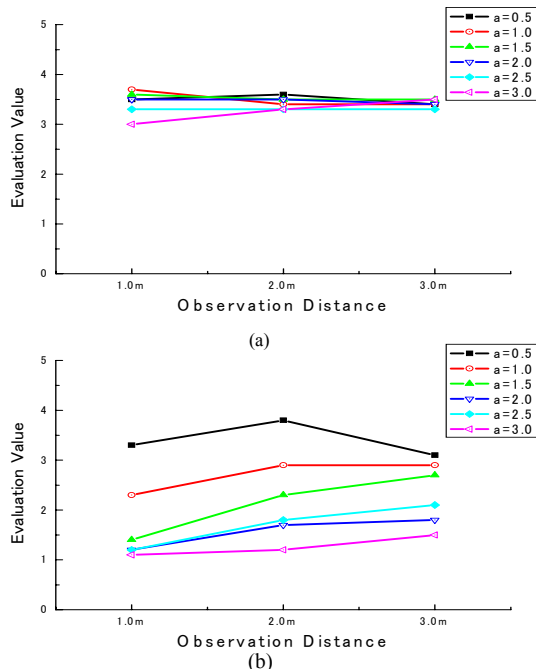 5
4
3
2
1
0
Evaluation Value
1.0m 2.0m 3.0m
Observation Distance
a=0.5
a=1.0
a=1.5
a=2.0
a=2.5
a=3.0
(a)
5
4
3
2
1
0
Evaluation Value
1.0m 2.0m 3.0m
Observation Distance
a=0.5
a=1.0
a=1.5
a=2.0
a=2.5
a=3.0
(b)